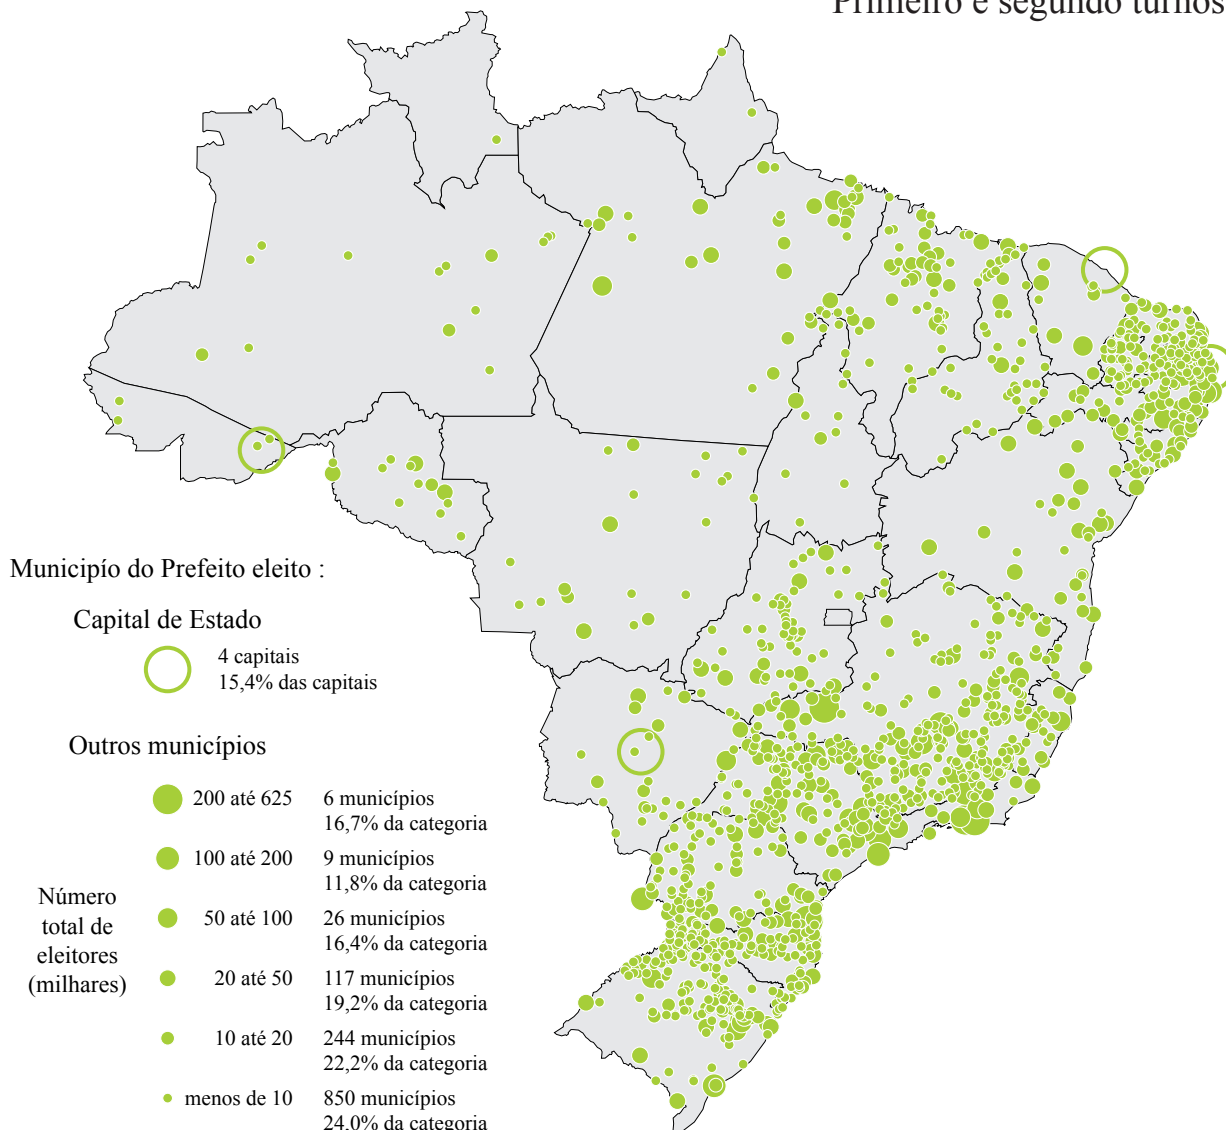 Primeiro e segundo turnos
Municipío do Prefeito eleito :
Capital de Estado
4 capitais
15,4% das capitais
Outros municípios
Número
total de
eleitores
(milhares)
200 até 625
6 municípios
16,7% da categoria
100 até 200
9 municípios
11,8% da categoria
50 até 100
26 municípios
16,4% da categoria
20 até 50
117 municípios
19,2% da categoria
10 até 20
244 municípios
22,2% da categoria
menos de 10
850 municípios
24,0% da categoria